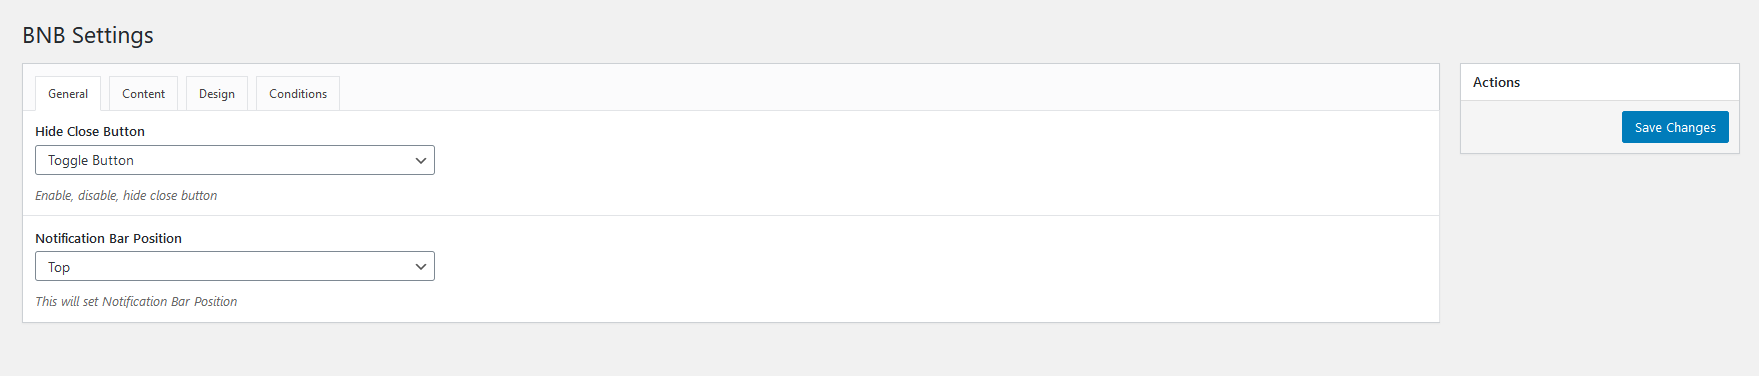 BNB Settings
General
Content
Design
Conditions
Hide Close Button
Toggle Button
Enable, disable, hide close button
Notification Bar Position
Top
This will set Notification Bar Position
Actions
Save Changes